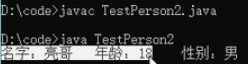 D:\code>javac TestPerson2.java
D:\code>java TestPerson2
名字：亮哥 年龄：18 性别：男